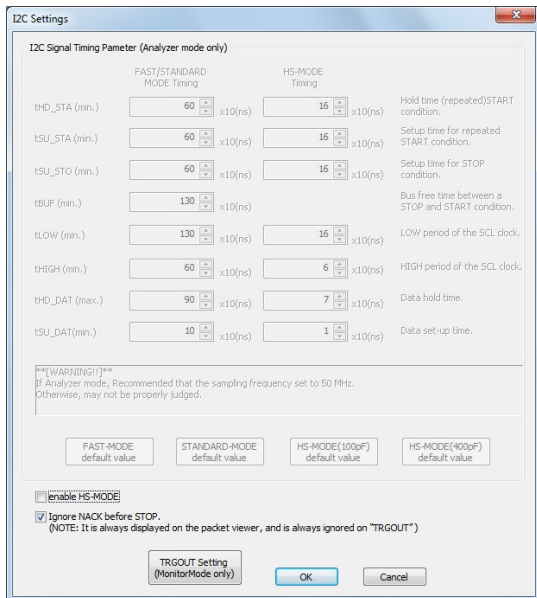 I2C Settings
I2C Signal Timing Pameter (Analyzer mode only)
FAST/STANDARD HS-MODE
MODE Timing Timing
tHD_STA (min.) 60 x10(ns) 16 x10(ns) Hold time (repeated)START
condition.
tSU_STA (min.) 60 x10(ns) 16 x10(ns) Setup time for repeated
START condition.
tSU_STO (min.) 60 x10(ns) 16 x10(ns) Setup time for STOP
condition.
tBUF (min.) 130 x10(ns) Bus free time between a
STOP and START condition.
tLOW (min.) 130 x10(ns) 16 x10(ns) LOW period of the SCL clock.
tHIGH (min.) 60 x10(ns) 6 x10(ns) HIGH period of the SCL clock.
tHD_DAT (max.) 90 x10(ns) 7 x10(ns) Data hold time.
tSU_DAT(min.) 10 x10(ns) 1 x10(ns) Data set-up time.
**[WARNING!!]**
If Analyzer mode, Recommended that the sampling frequency set to 50 MHz.
Otherwise, may not be properly judged.
FAST-MODE STANDARD-MODE HS-MODE(100pF) HS-MODE(400pF)
default value default value default value default value
enable HS-MODE
Ignore NACK before STOP.
(NOTE: It is always displayed on the packet viewer, and is always ignored on "TRGOUT")
TRGOUT Setting
(MonitorMode only) OK Cancel